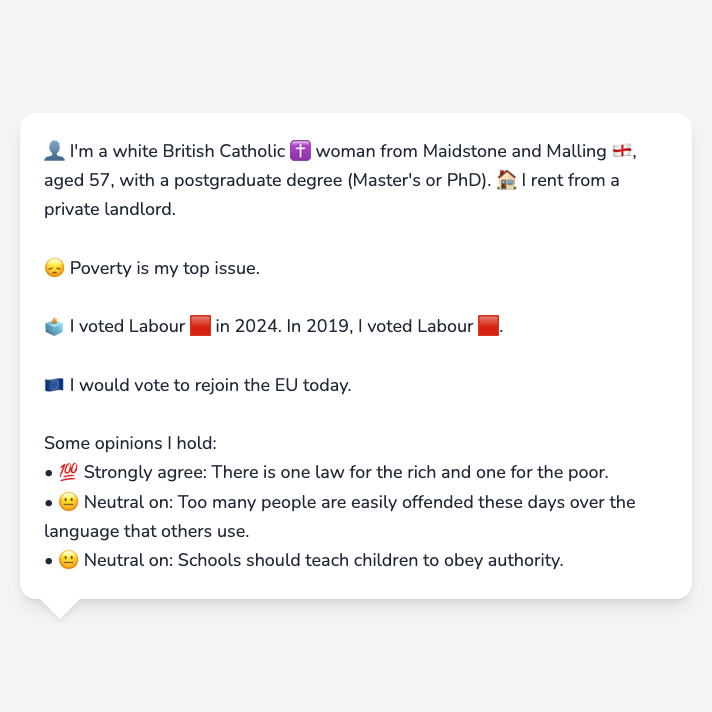 👤 I'm a white British Catholic ✝️ woman from Maidstone and Malling 🏴󠁧󠁢󠁥󠁮󠁧󠁿,
aged 57, with a postgraduate degree (Master's or PhD). 🏠 I rent from a
private landlord.
😞 Poverty is my top issue.
🗳️ I voted Labour 🟥 in 2024. In 2019, I voted Labour 🟥.
🇪🇺 I would vote to rejoin the EU today.
Some opinions I hold:
• 💯 Strongly agree: There is one law for the rich and one for the poor.
• 😐 Neutral on: Too many people are easily offended these days over the
language that others use.
• 😐 Neutral on: Schools should teach children to obey authority.